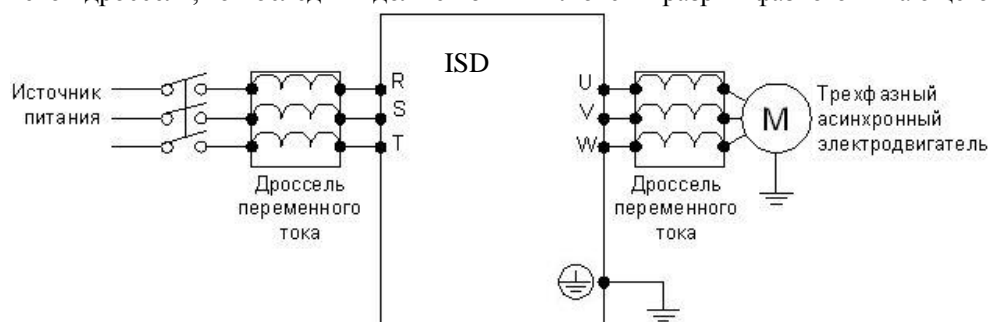 ISD
Источник
питания
R
S
T
U
V
W
M
Трехфазный
асинхронный
электродвигатель
Дроссель
переменного
тока
Дроссель
переменного
тока